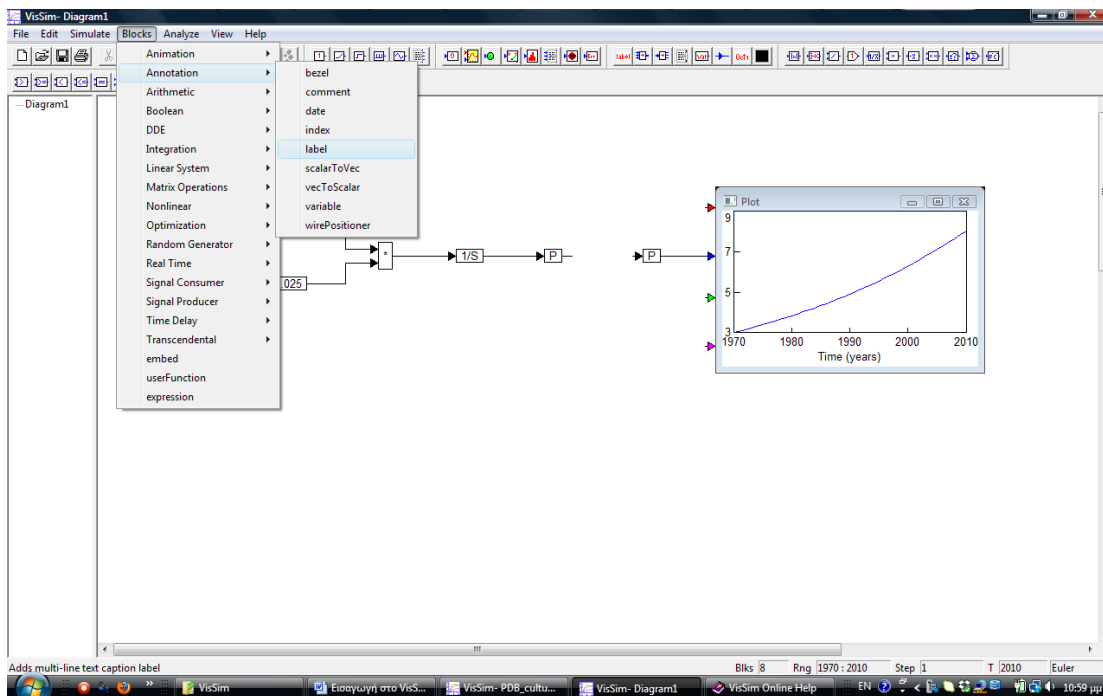 VisSim- Diagram1
File Edit Simulate Blocks Analyze View Help
Diagram1
Animation
Annotation
Arithmetic
Boolean
DDE
Integration
Linear System
Matrix Operations
Nonlinear
Optimization
Random Generator
Real Time
Signal Consumer
Signal Producer
Time Delay
Transcendental
embed
userFunction
expression
bezel
comment
date
index
label
scalarToVec
vecToScalar
variable
wirePositioner
.025
*
1/S
P
P
Plot
9
7
5
3
1970 1980 1990 2000 2010
Time (years)
Adds multi-line text caption label
Blks 8 Rng 1970 : 2010 Step 1 T 2010 Euler
VisSim
Εισαγωγή στο VisS...
VisSim- PDB_cultu...
VisSim- Diagram1
VisSim Online Help
EN
10:59 μμ